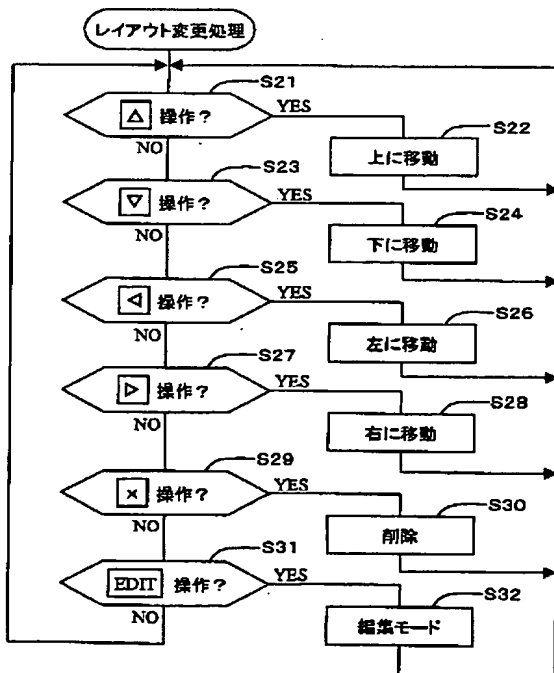 レイアウト変更処理
S21
△ 操作? YES
S22
上に移動
NO
S23
▽ 操作? YES
S24
下に移動
NO
S25
◁ 操作? YES
S26
左に移動
NO
S27
▷ 操作? YES
S28
右に移動
NO
S29
× 操作? YES
S30
削除
NO
S31
EDIT 操作? YES
S32
編集モード
NO